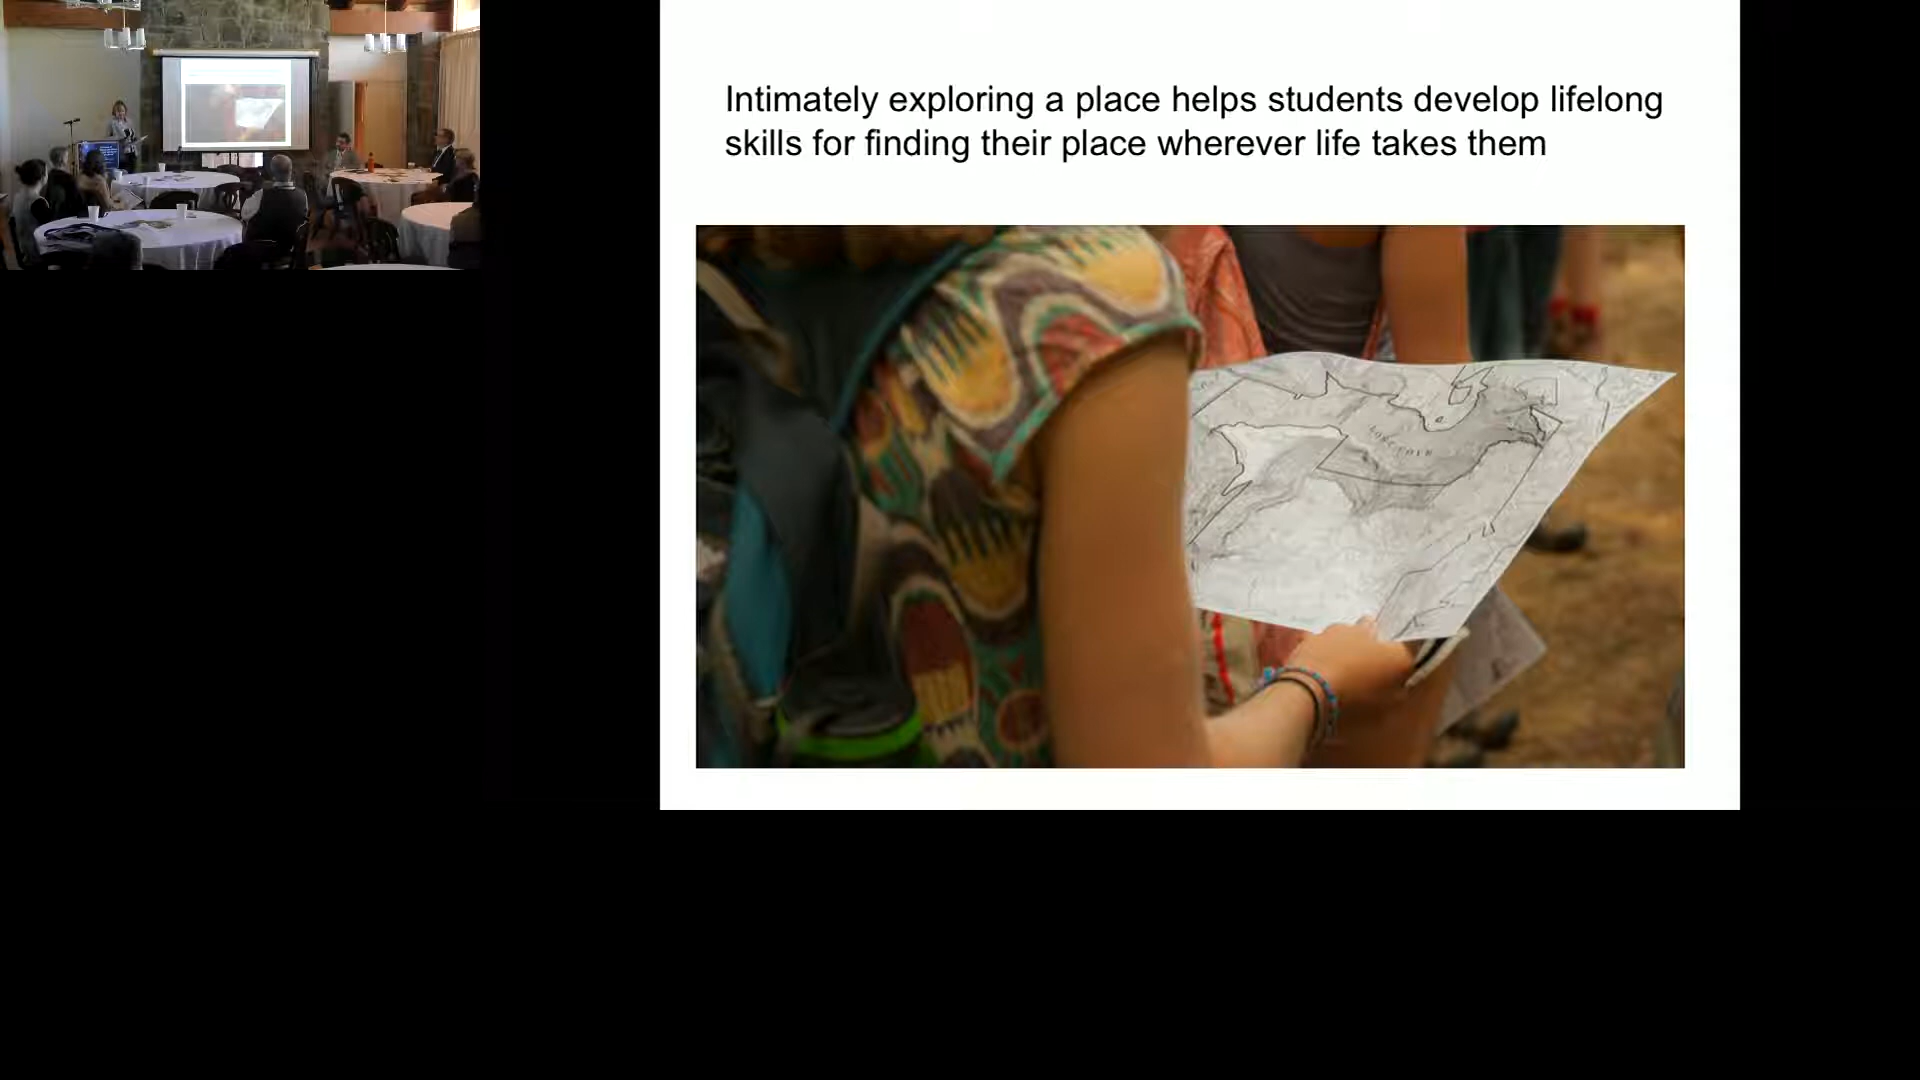 Intimately exploring a place helps students develop lifelong
skills for finding their place wherever life takes them